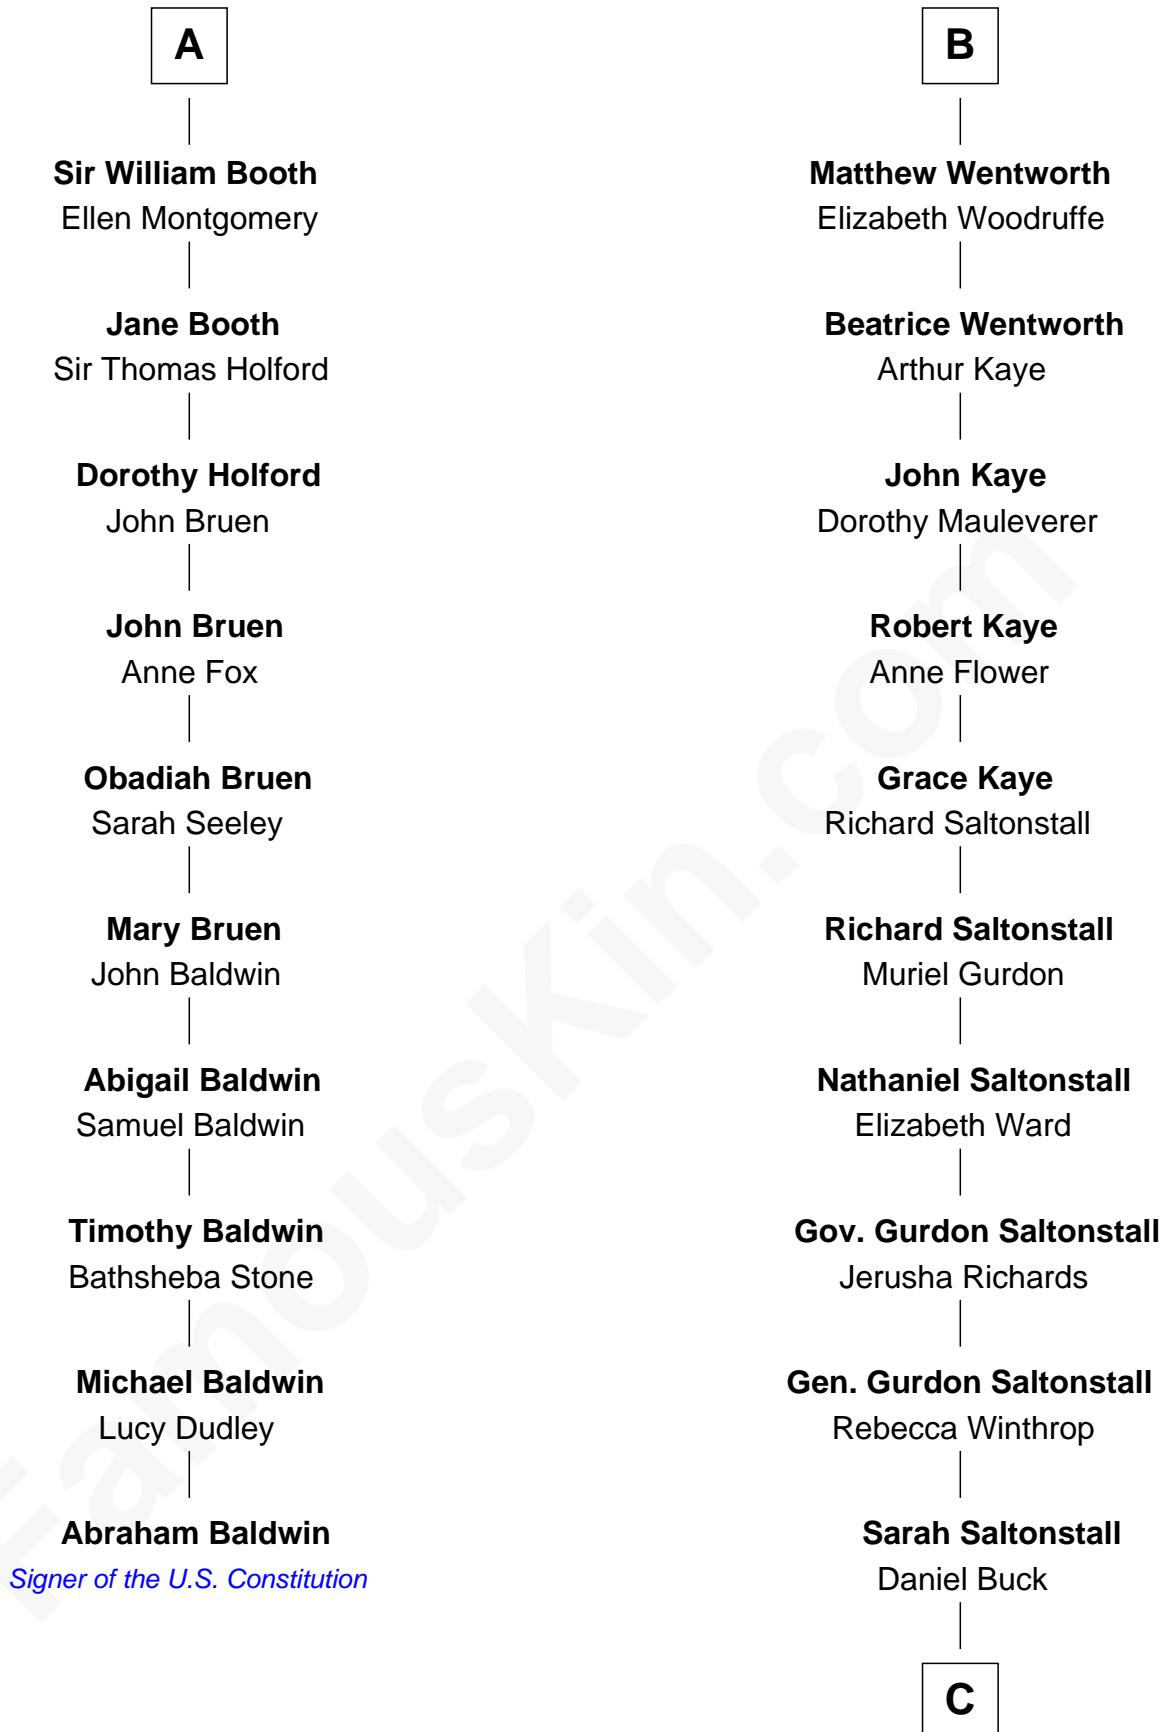 A
Sir William Booth
Ellen Montgomery
Jane Booth
Sir Thomas Holford
Dorothy Holford
John Bruen
John Bruen
Anne Fox
Obadiah Bruen
Sarah Seeley
Mary Bruen
John Baldwin
Abigail Baldwin
Samuel Baldwin
Timothy Baldwin
Bathsheba Stone
Michael Baldwin
Lucy Dudley
Abraham Baldwin
Signer of the U.S. Constitution
B
Matthew Wentworth
Elizabeth Woodruffe
Beatrice Wentworth
Arthur Kaye
John Kaye
Dorothy Mauleverer
Robert Kaye
Anne Flower
Grace Kaye
Richard Saltonstall
Richard Saltonstall
Muriel Gurdon
Nathaniel Saltonstall
Elizabeth Ward
Gov. Gurdon Saltonstall
Jerusha Richards
Gen. Gurdon Saltonstall
Rebecca Winthrop
Sarah Saltonstall
Daniel Buck
C
FamousKin.com